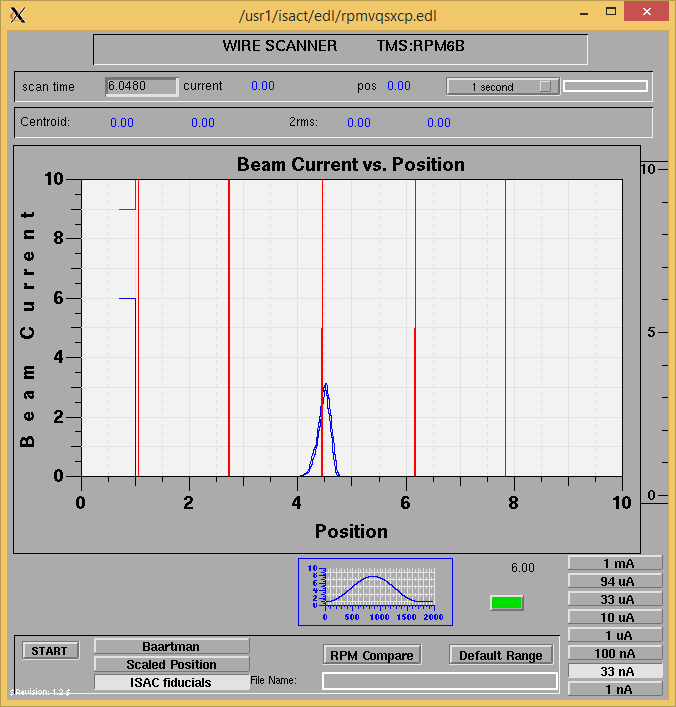 /usr1/isact/edl/rpmvqsxcp.edl
WIRE SCANNER TMS:RPM6B
scan time 6.0480 current 0.00 pos 0.00 1 second
Centroid: 0.00 0.00 2rms: 0.00 0.00
Beam Current vs. Position
10
8
6
4
2
0
Beam Current
0 2 4 6 8 10
Position
10
5
0
10
8
6
4
2
0
0 500 1000 1500 2000
6.00
1 mA
94 uA
33 uA
10 uA
1 uA
100 nA
33 nA
1 nA
START
Baartman
Scaled Position
ISAC fiducials
RPM Compare
Default Range
File Name:
$Revision: 1.2 $